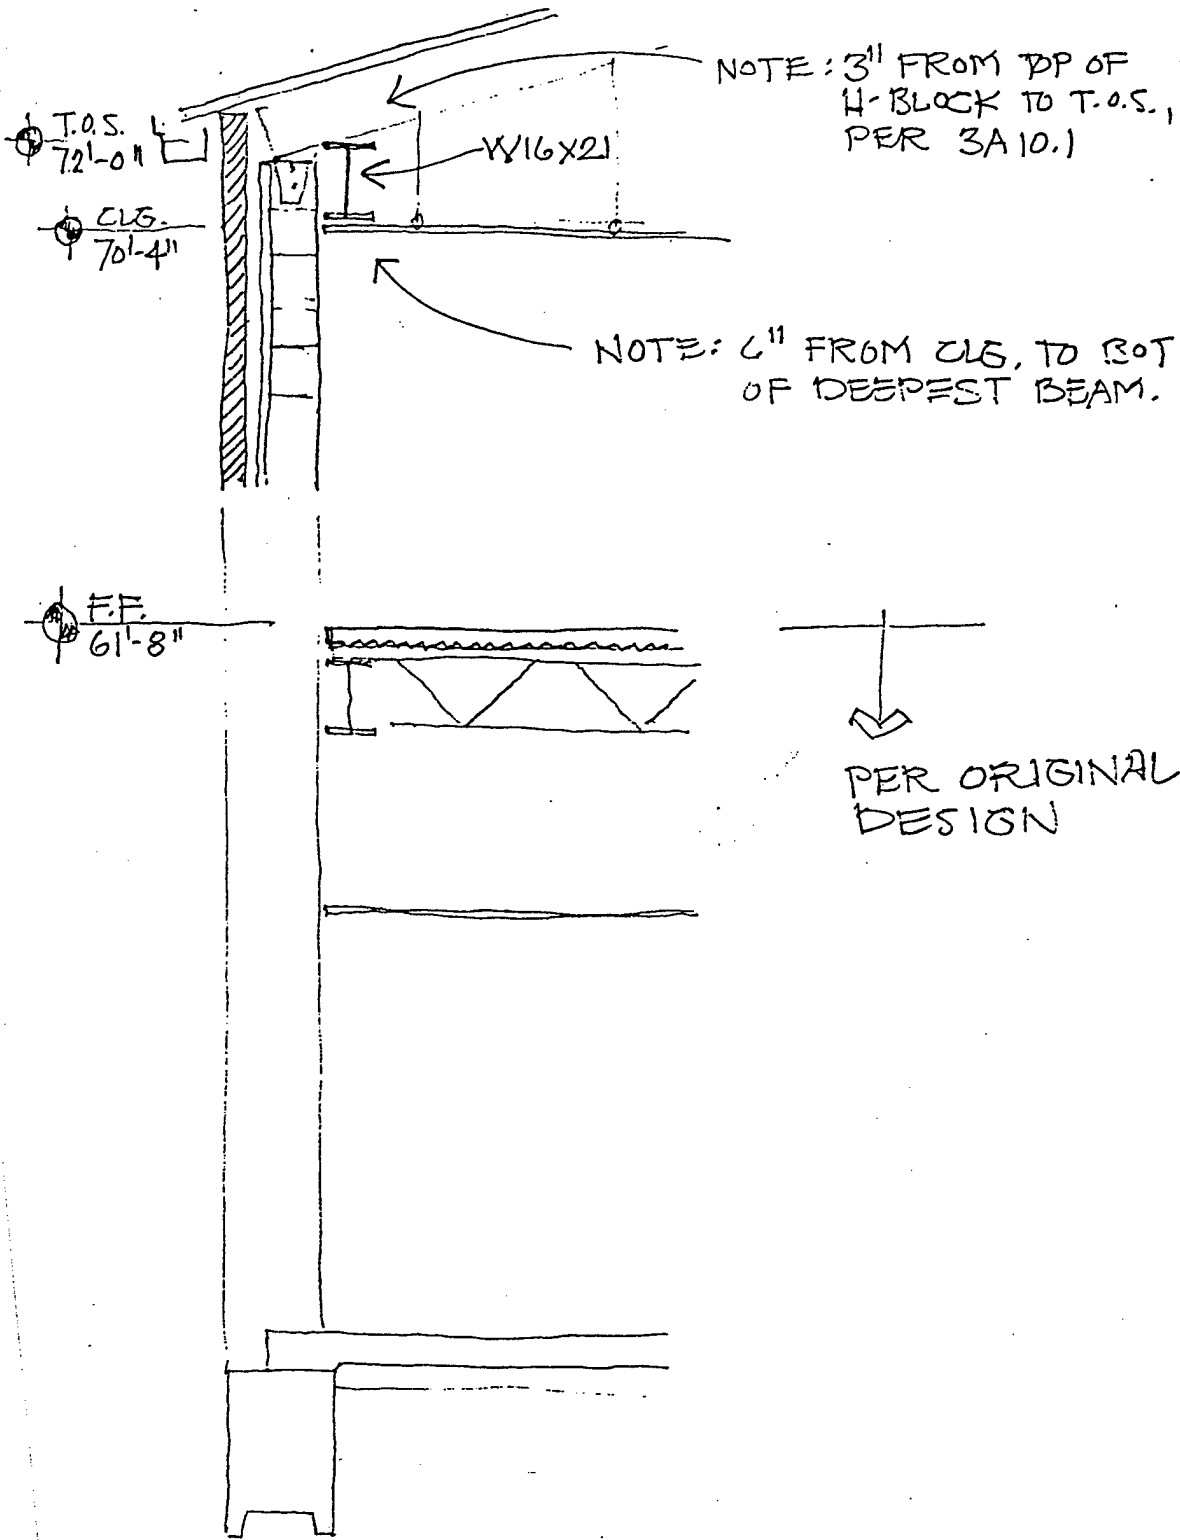 NOTE: 3" FROM TOP OF
H-BLOCK TO T.O.S.,
PER 3A10.1
T.O.S.
72'-0"
W16X21
CLG.
70'-4"
NOTE: 6" FROM CLG. TO BOT
OF DEEPEST BEAM.
F.F.
61'-8"
PER ORIGINAL
DESIGN